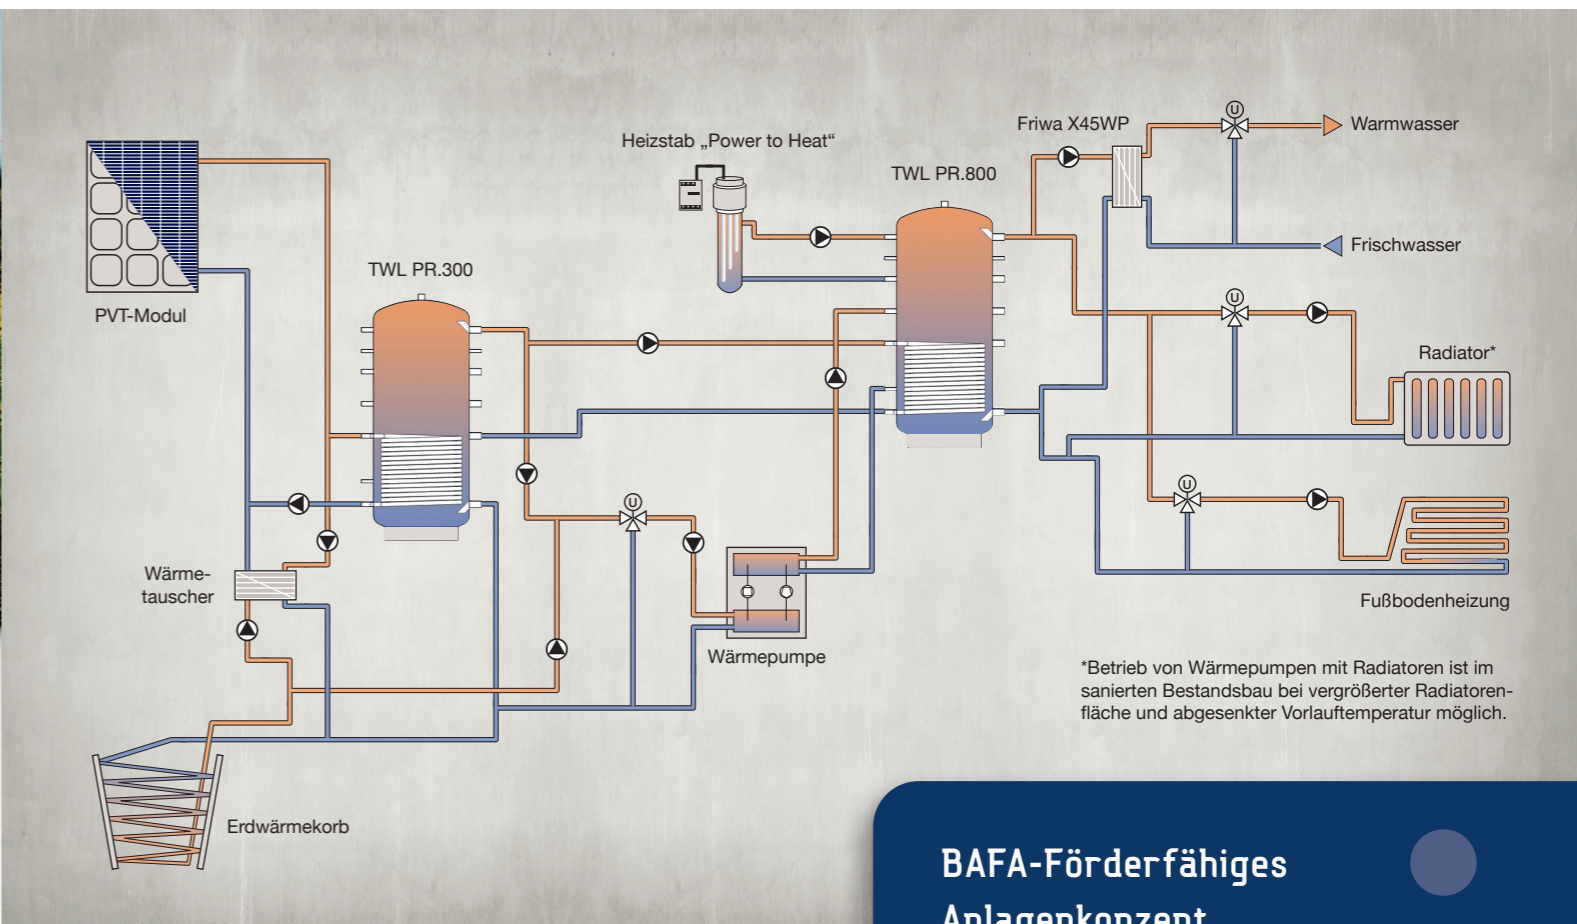 Heizstab „Power to Heat“
Friwa X45WP
U
Warmwasser
TWL PR.800
Frischwasser
TWL PR.300
PVT-Modul
U
Radiator*
U
U
Wärme-
tauscher
Fußbodenheizung
Wärmepumpe
*Betrieb von Wärmepumpen mit Radiatoren ist im
sanierten Bestandsbau bei vergrößerter Radiatoren-
fläche und abgesenkter Vorlauftemperatur möglich.
Erdwärmekorb
BAFA-Förderfähiges
Anlagenkonzept